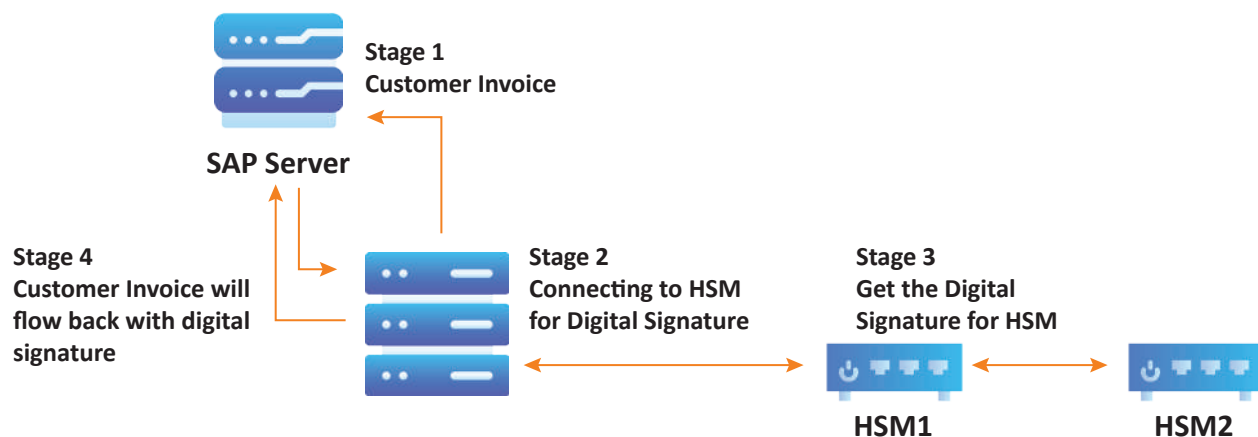 Stage 1
Customer Invoice
SAP Server
Stage 4
Customer Invoice will
flow back with digital
signature
Stage 2
Connecting to HSM
for Digital Signature
Stage 3
Get the Digital
Signature for HSM
HSM1
HSM2